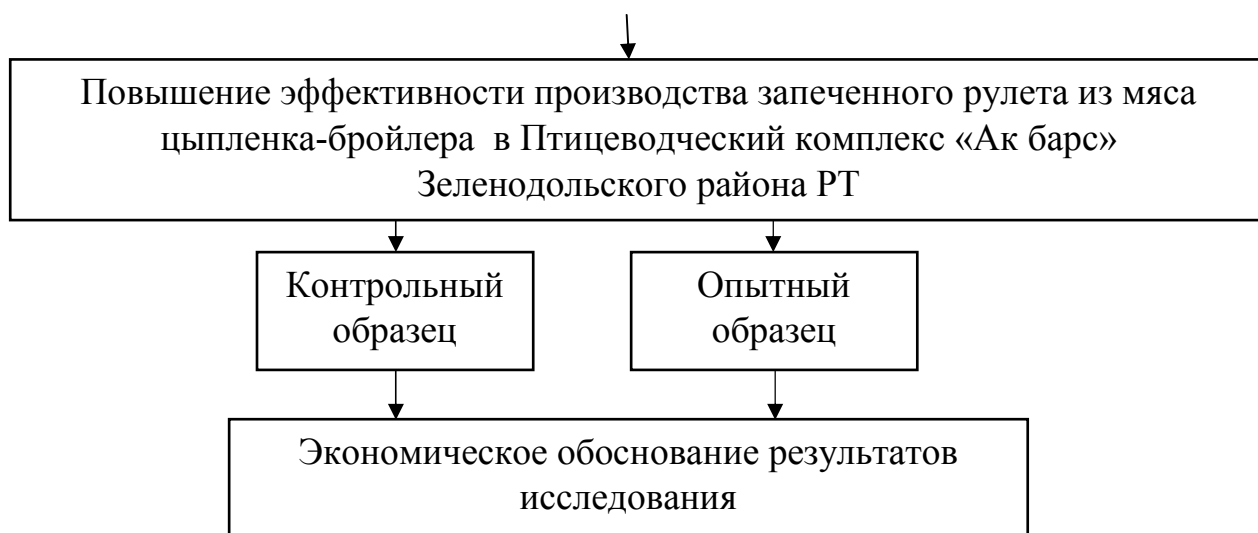 Повышение эффективности производства запеченного рулета из мяса
цыпленка-бройлера в Птицеводческий комплекс «Ак барс»
Зеленодольского района РТ
Контрольный
образец
Опытный
образец
Экономическое обоснование результатов
исследования